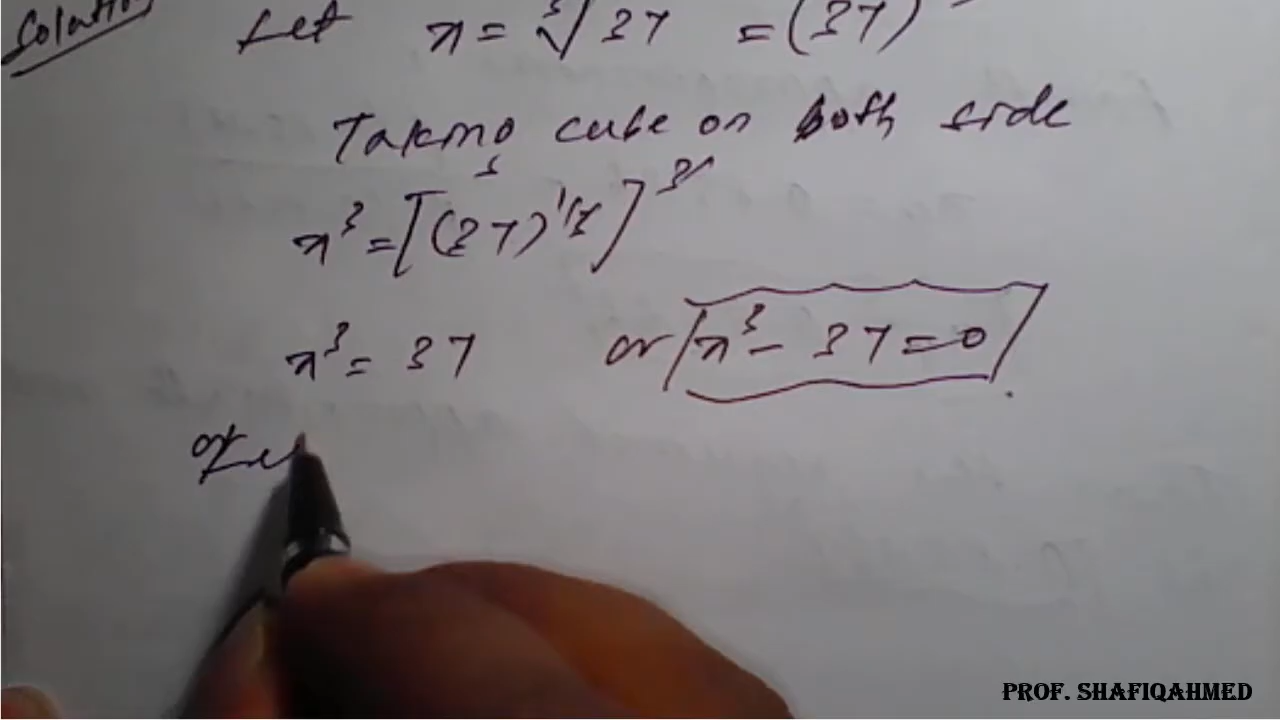 Solution Let x = ∛37 = (37)
Taking cube on both side
x³ = [(37)^1/3]^3
x³ = 37 or x³ - 37 = 0
PROF. SHAFIQAHMED